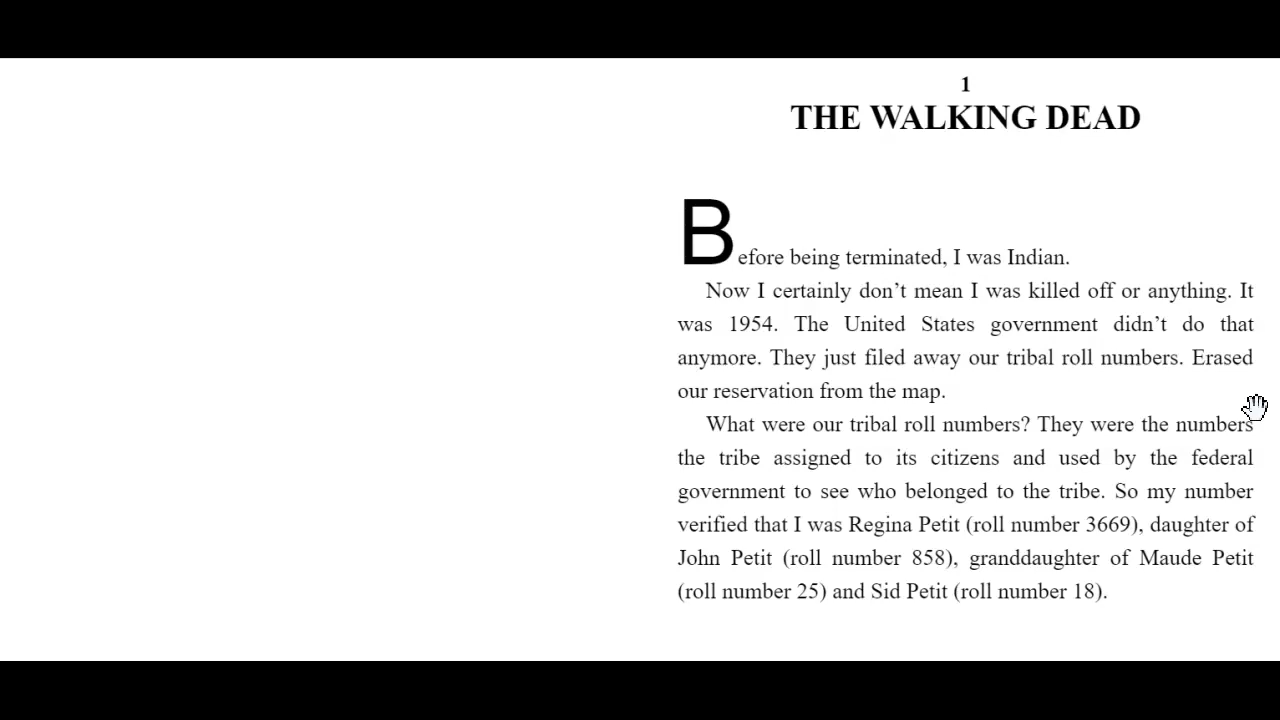 1
THE WALKING DEAD
Before being terminated, I was Indian.
Now I certainly don’t mean I was killed off or anything. It
was 1954. The United States government didn’t do that
anymore. They just filed away our tribal roll numbers. Erased
our reservation from the map.
What were our tribal roll numbers? They were the numbers
the tribe assigned to its citizens and used by the federal
government to see who belonged to the tribe. So my number
verified that I was Regina Petit (roll number 3669), daughter of
John Petit (roll number 858), granddaughter of Maude Petit
(roll number 25) and Sid Petit (roll number 18).